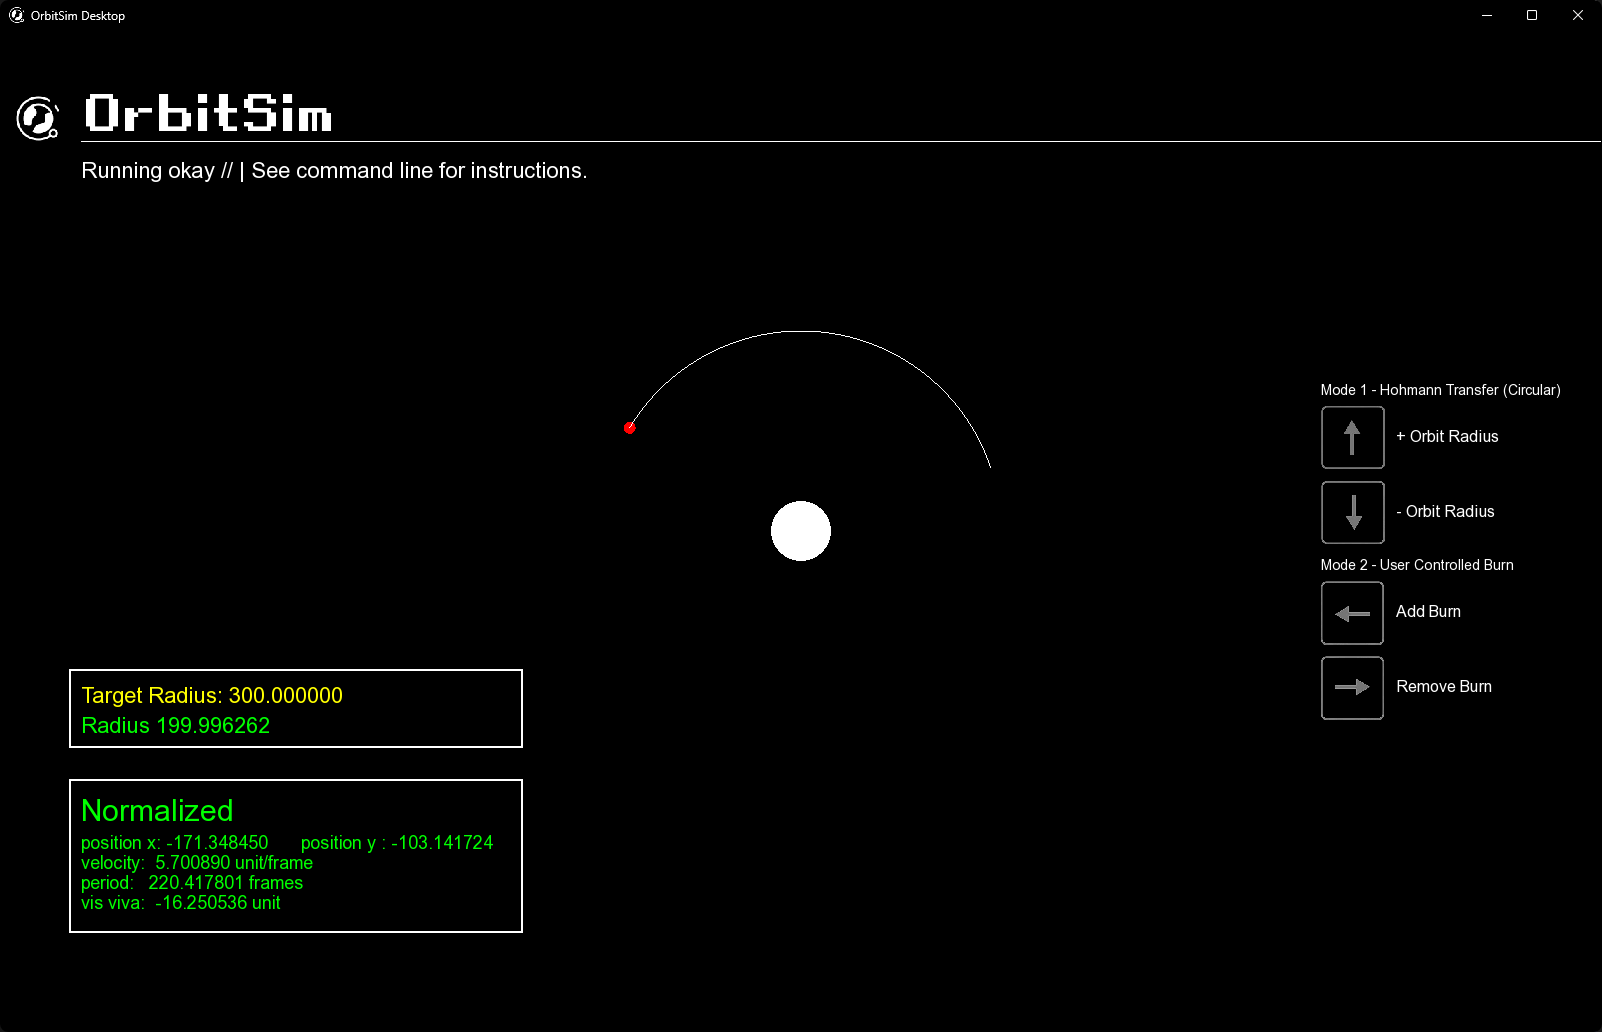 OrbitSim Desktop
OrbitSim
Running okay // | See command line for instructions.
Mode 1 - Hohmann Transfer (Circular)
+ Orbit Radius
- Orbit Radius
Mode 2 - User Controlled Burn
Add Burn
Remove Burn
Target Radius: 300.000000
Radius 199.996262
Normalized
position x: -171.348450 position y : -103.141724
velocity: 5.700890 unit/frame
period: 220.417801 frames
vis viva: -16.250536 unit